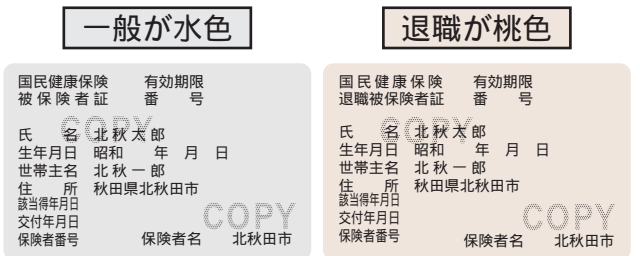 一般が水色
国民健康保険 有効期限
被保険者証 番 号
COPY
氏 名 北秋太郎
生年月日 昭和 年 月 日
世帯主名 北秋一郎
住 所 秋田県北秋田市
該当得年月日
交付年月日
COPY
保険者番号 保険者名 北秋田市
退職が桃色
国民健康保険 有効期限
退職被保険者証 番 号
COPY
氏 名 北秋太郎
生年月日 昭和 年 月 日
世帯主名 北秋一郎
住 所 秋田県北秋田市
該当得年月日
交付年月日
COPY
保険者番号 保険者名 北秋田市